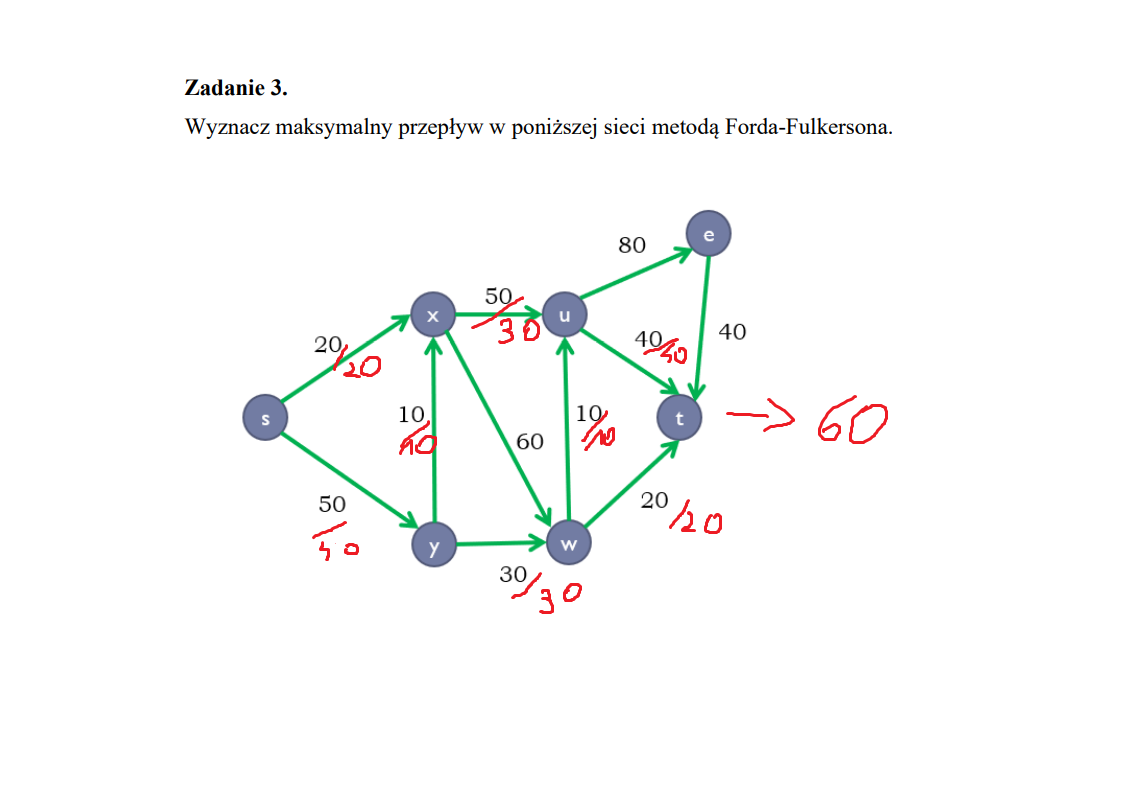 Zadanie 3.
Wyznacz maksymalny przepływ w poniższej sieci metodą Forda-Fulkersona.
e
80
50
/30
x
u
20
/20
40
/40
40
s
10
/10
60
10
/10
t
→ 60
50
/40
20
/20
y
w
30
/30